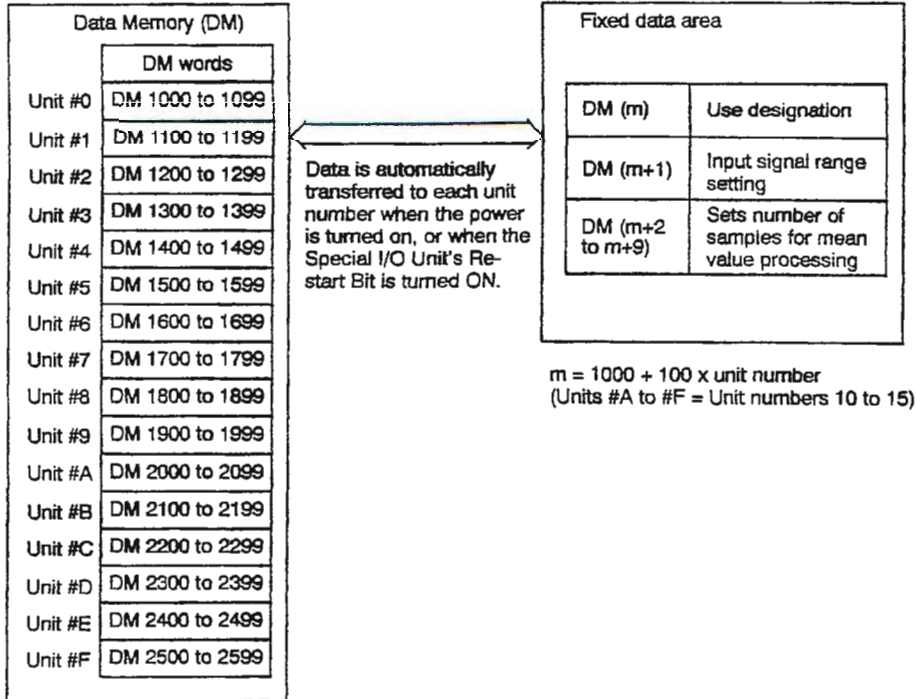 Data Memory (DM)
DM words
Unit #0 DM 1000 to 1099
Unit #1 DM 1100 to 1199
Unit #2 DM 1200 to 1299
Unit #3 DM 1300 to 1399
Unit #4 DM 1400 to 1499
Unit #5 DM 1500 to 1599
Unit #6 DM 1600 to 1699
Unit #7 DM 1700 to 1799
Unit #8 DM 1800 to 1899
Unit #9 DM 1900 to 1999
Unit #A DM 2000 to 2099
Unit #B DM 2100 to 2199
Unit #C DM 2200 to 2299
Unit #D DM 2300 to 2399
Unit #E DM 2400 to 2499
Unit #F DM 2500 to 2599
Data is automatically
transferred to each unit
number when the power
is turned on, or when the
Special I/O Unit's Re-
start Bit is turned ON.
Fixed data area
DM (m) Use designation
DM (m+1) Input signal range
setting
DM (m+2
to m+9)
Sets number of
samples for mean
value processing
m = 1000 + 100 x unit number
(Units #A to #F = Unit numbers 10 to 15)